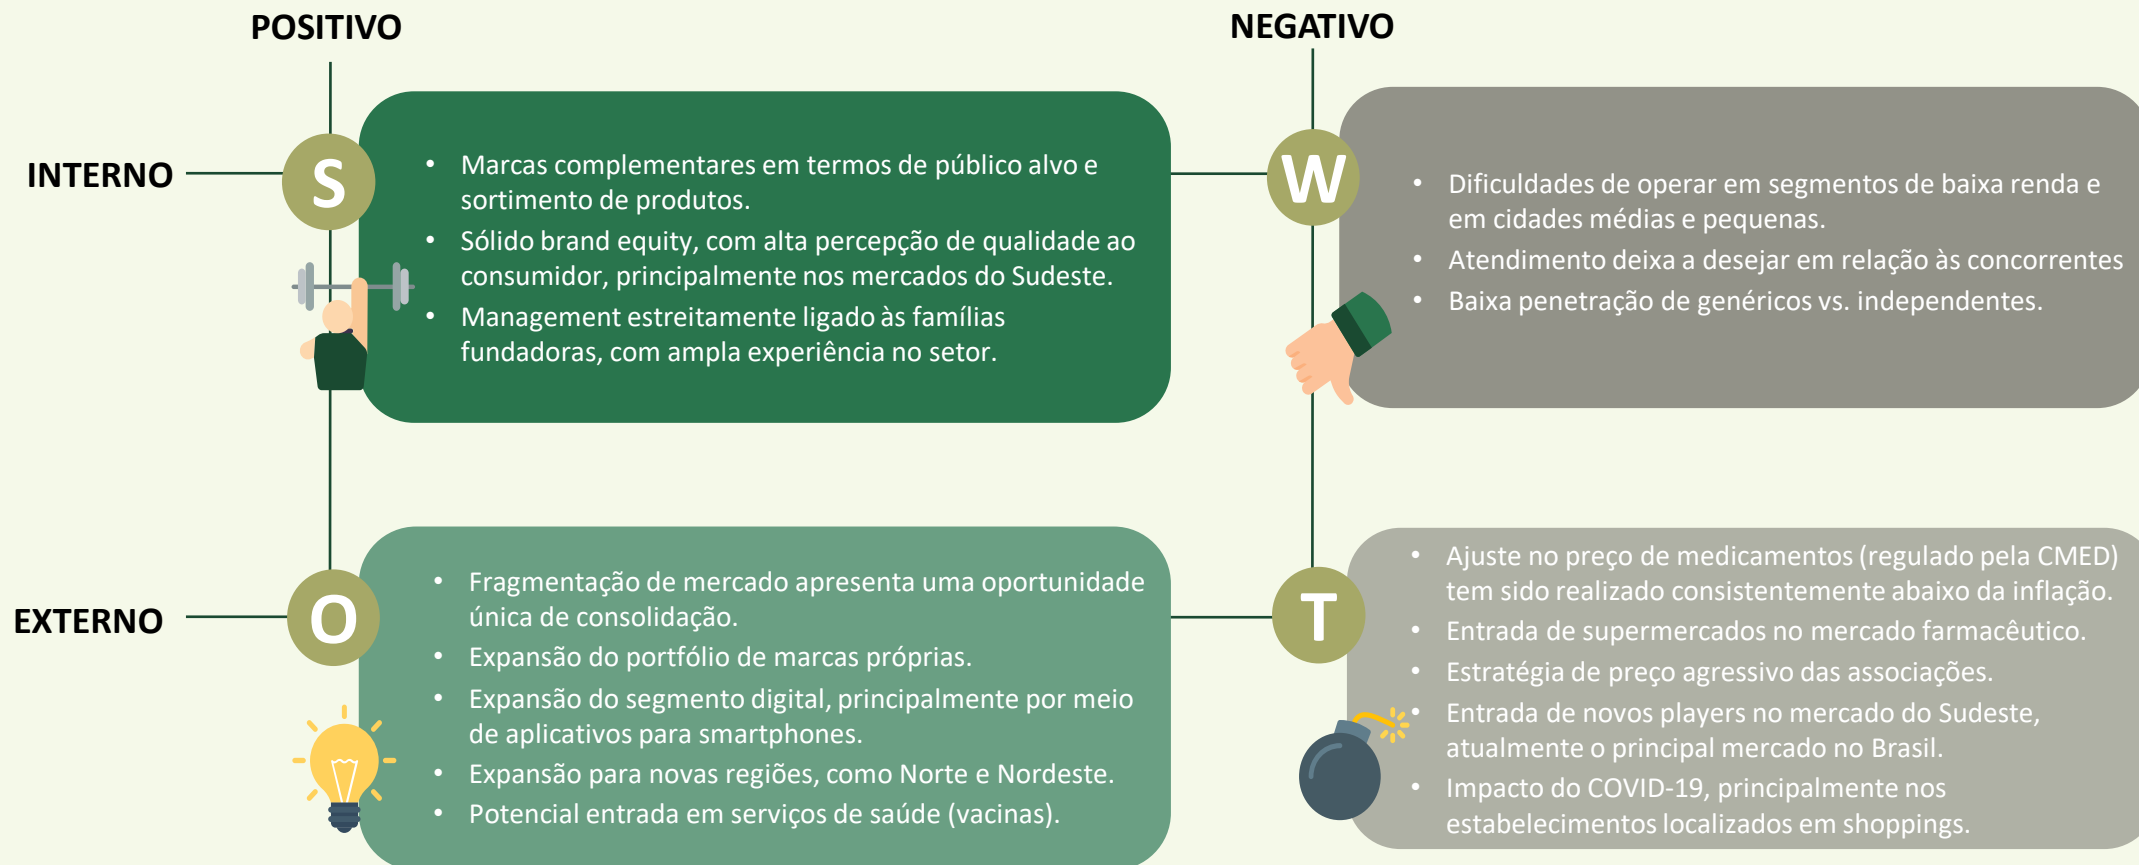 POSITIVO
NEGATIVO
INTERNO
S
• Marcas complementares em termos de público alvo e
sortimento de produtos.
• Sólido brand equity, com alta percepção de qualidade ao
consumidor, principalmente nos mercados do Sudeste.
• Management estreitamente ligado às famílias
fundadoras, com ampla experiência no setor.
W
• Dificuldades de operar em segmentos de baixa renda e
em cidades médias e pequenas.
• Atendimento deixa a desejar em relação às concorrentes
• Baixa penetração de genéricos vs. independentes.
EXTERNO
O
• Fragmentação de mercado apresenta uma oportunidade
única de consolidação.
• Expansão do portfólio de marcas próprias.
• Expansão do segmento digital, principalmente por meio
de aplicativos para smartphones.
• Expansão para novas regiões, como Norte e Nordeste.
• Potencial entrada em serviços de saúde (vacinas).
T
• Ajuste no preço de medicamentos (regulado pela CMED)
tem sido realizado consistentemente abaixo da inflação.
• Entrada de supermercados no mercado farmacêutico.
• Estratégia de preço agressivo das associações.
• Entrada de novos players no mercado do Sudeste,
atualmente o principal mercado no Brasil.
• Impacto do COVID-19, principalmente nos
estabelecimentos localizados em shoppings.